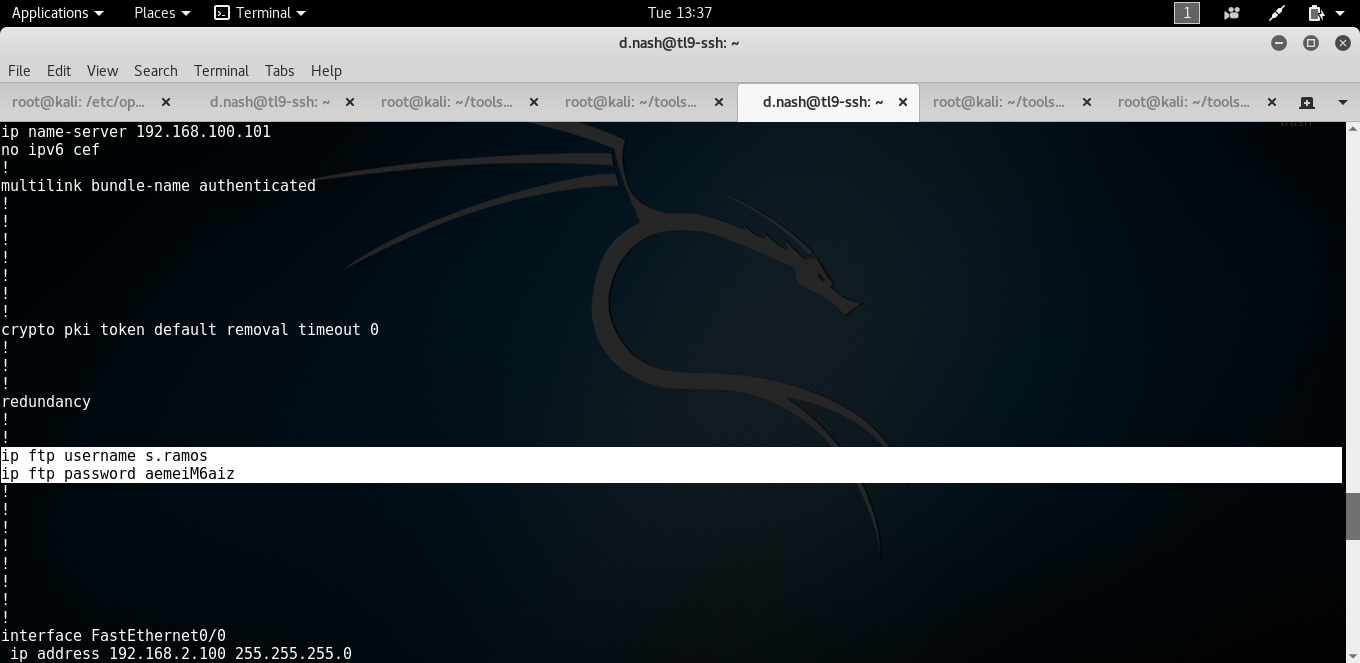 Applications Places Terminal Tue 13:37 1
d.nash@tl9-ssh: ~
File Edit View Search Terminal Tabs Help
root@kali: /etc/op... d.nash@tl9-ssh: ~ root@kali: ~/tools... root@kali: ~/tools... d.nash@tl9-ssh: ~ root@kali: ~/tools... root@kali: ~/tools...
ip name-server 192.168.100.101
no ipv6 cef
!
multilink bundle-name authenticated
!
!
!
!
!
!
!
crypto pki token default removal timeout 0
!
!
!
redundancy
!
!
ip ftp username s.ramos
ip ftp password aemeiM6aiz
!
!
!
!
!
!
!
!
interface FastEthernet0/0
ip address 192.168.2.100 255.255.255.0